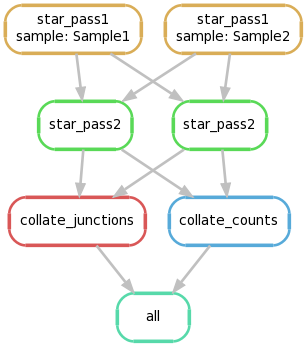 star_pass1
sample: Sample1
star_pass1
sample: Sample2
star_pass2
star_pass2
collate_junctions
collate_counts
all